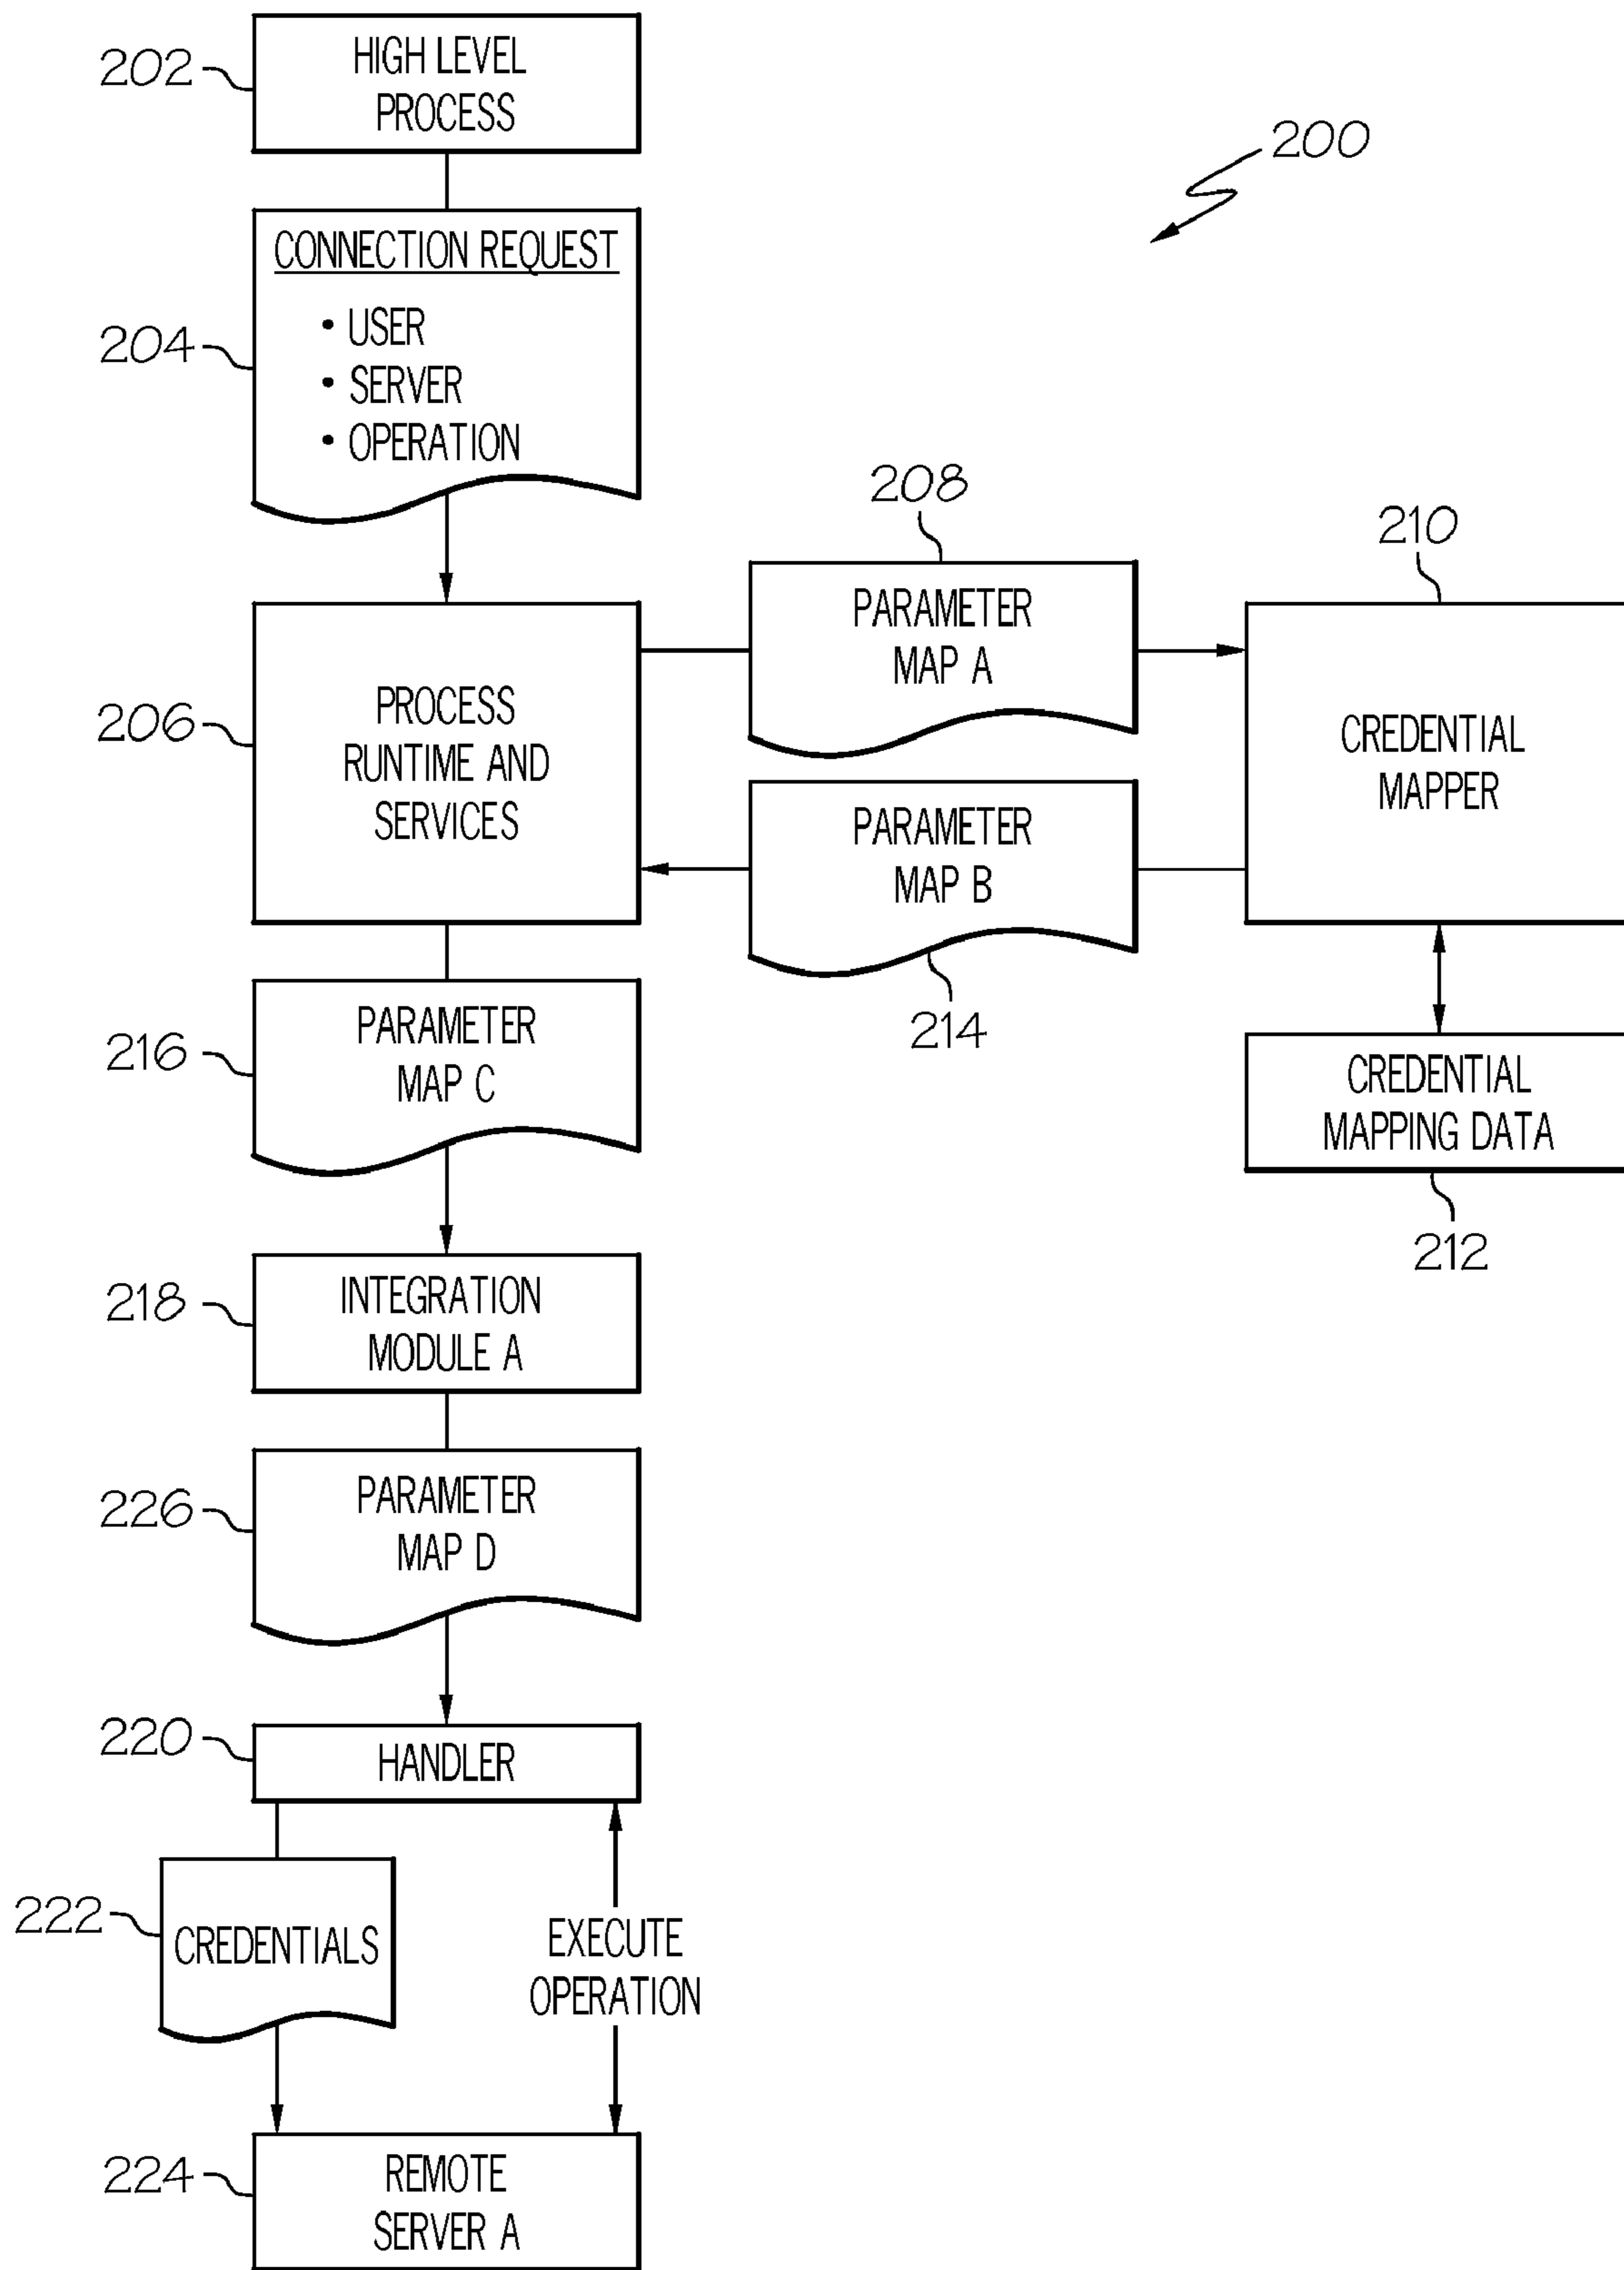 202
HIGH LEVEL
PROCESS
200
CONNECTION REQUEST
204
• USER
• SERVER
• OPERATION
208
210
PARAMETER
MAP A
206
PROCESS
RUNTIME AND
SERVICES
CREDENTIAL
MAPPER
PARAMETER
MAP B
214
216
PARAMETER
MAP C
CREDENTIAL
MAPPING DATA
212
218
INTEGRATION
MODULE A
226
PARAMETER
MAP D
220
HANDLER
222
CREDENTIALS
EXECUTE
OPERATION
224
REMOTE
SERVER A